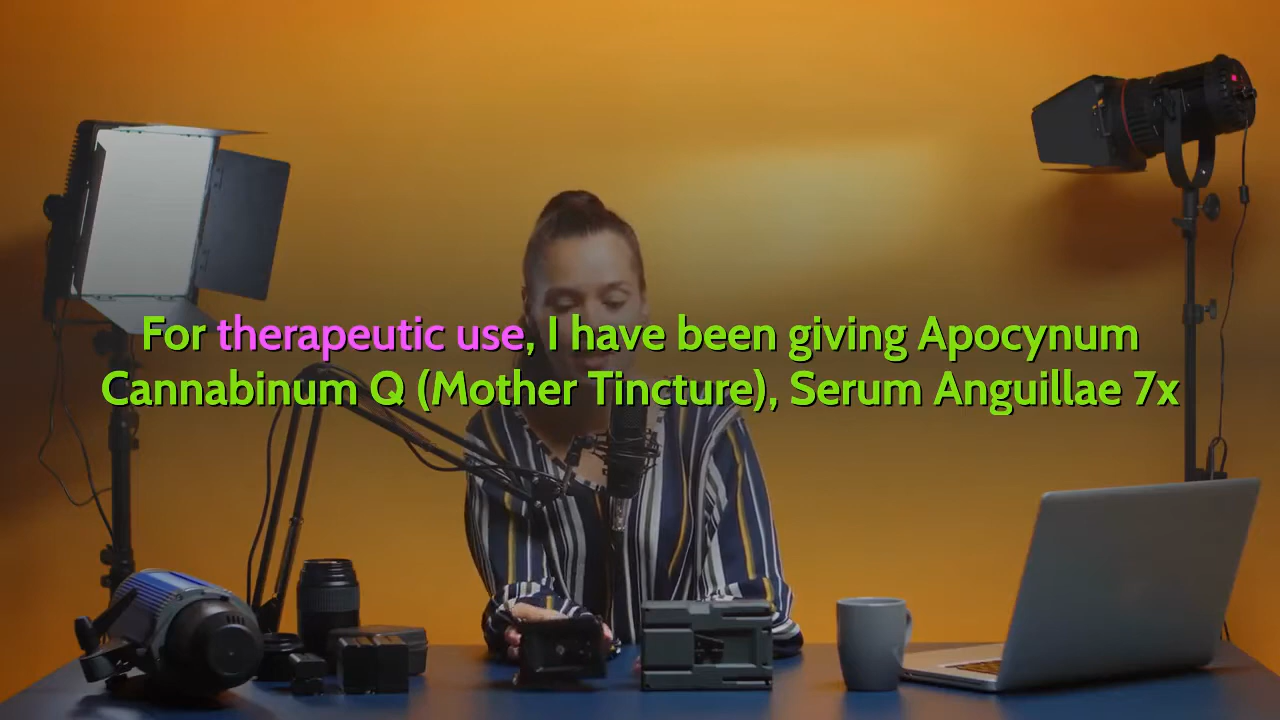 For therapeutic use, I have been giving Apocynum
Cannabinum Q (Mother Tincture), Serum Anguillae 7x